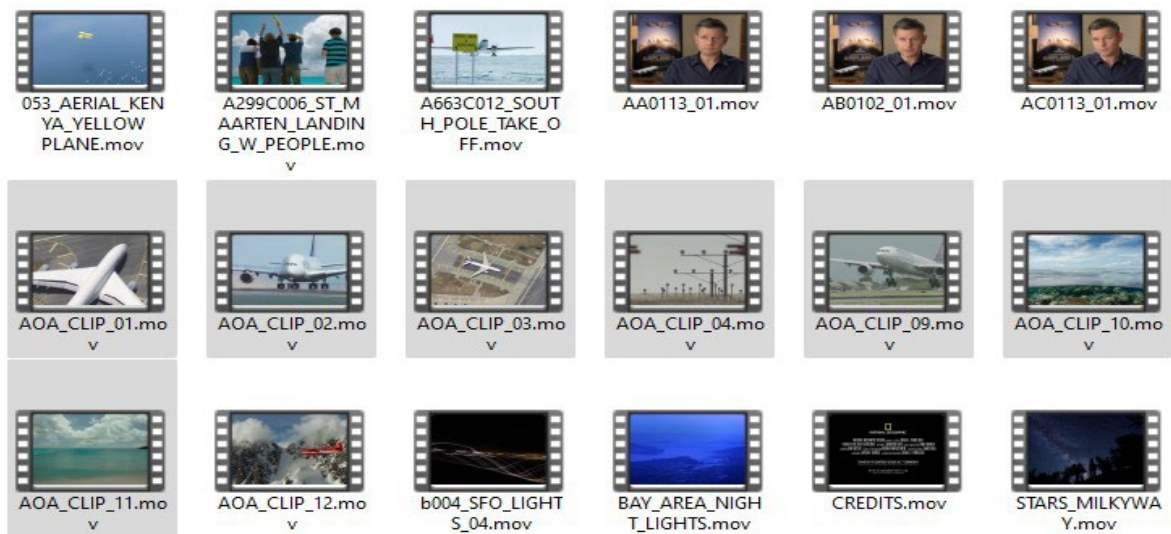 053_AERIAL_KEN
YA_YELLOW
PLANE.mov
A299C006_ST_M
AARTEN_LANDIN
G_W_PEOPLE.mo
v
A663C012_SOUT
H_POLE_TAKE_O
FF.mov
AA0113_01.mov
AB0102_01.mov
AC0113_01.mov
AOA_CLIP_01.mo
v
AOA_CLIP_02.mo
v
AOA_CLIP_03.mo
v
AOA_CLIP_04.mo
v
AOA_CLIP_09.mo
v
AOA_CLIP_10.mo
v
AOA_CLIP_11.mo
v
AOA_CLIP_12.mo
v
b004_SFO_LIGHT
S_04.mov
BAY_AREA_NIGH
T_LIGHTS.mov
CREDITS.mov
STARS_MILKYWA
Y.mov